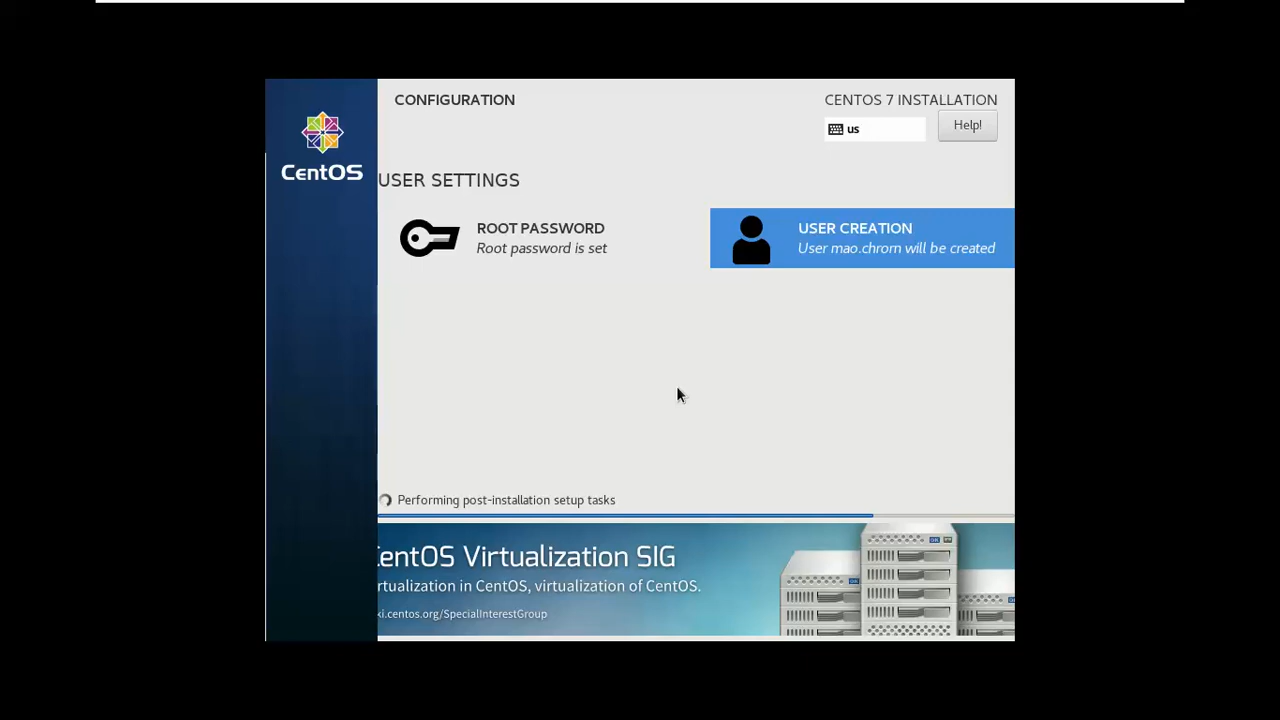 CONFIGURATION
CENTOS 7 INSTALLATION
us
Help!
CentOS
USER SETTINGS
ROOT PASSWORD
Root password is set
USER CREATION
User mao.chrom will be created
Performing post-installation setup tasks
CentOS Virtualization SIG
rtualization in CentOS, virtualization of CentOS.
ki.centos.org/SpecialInterestGroup